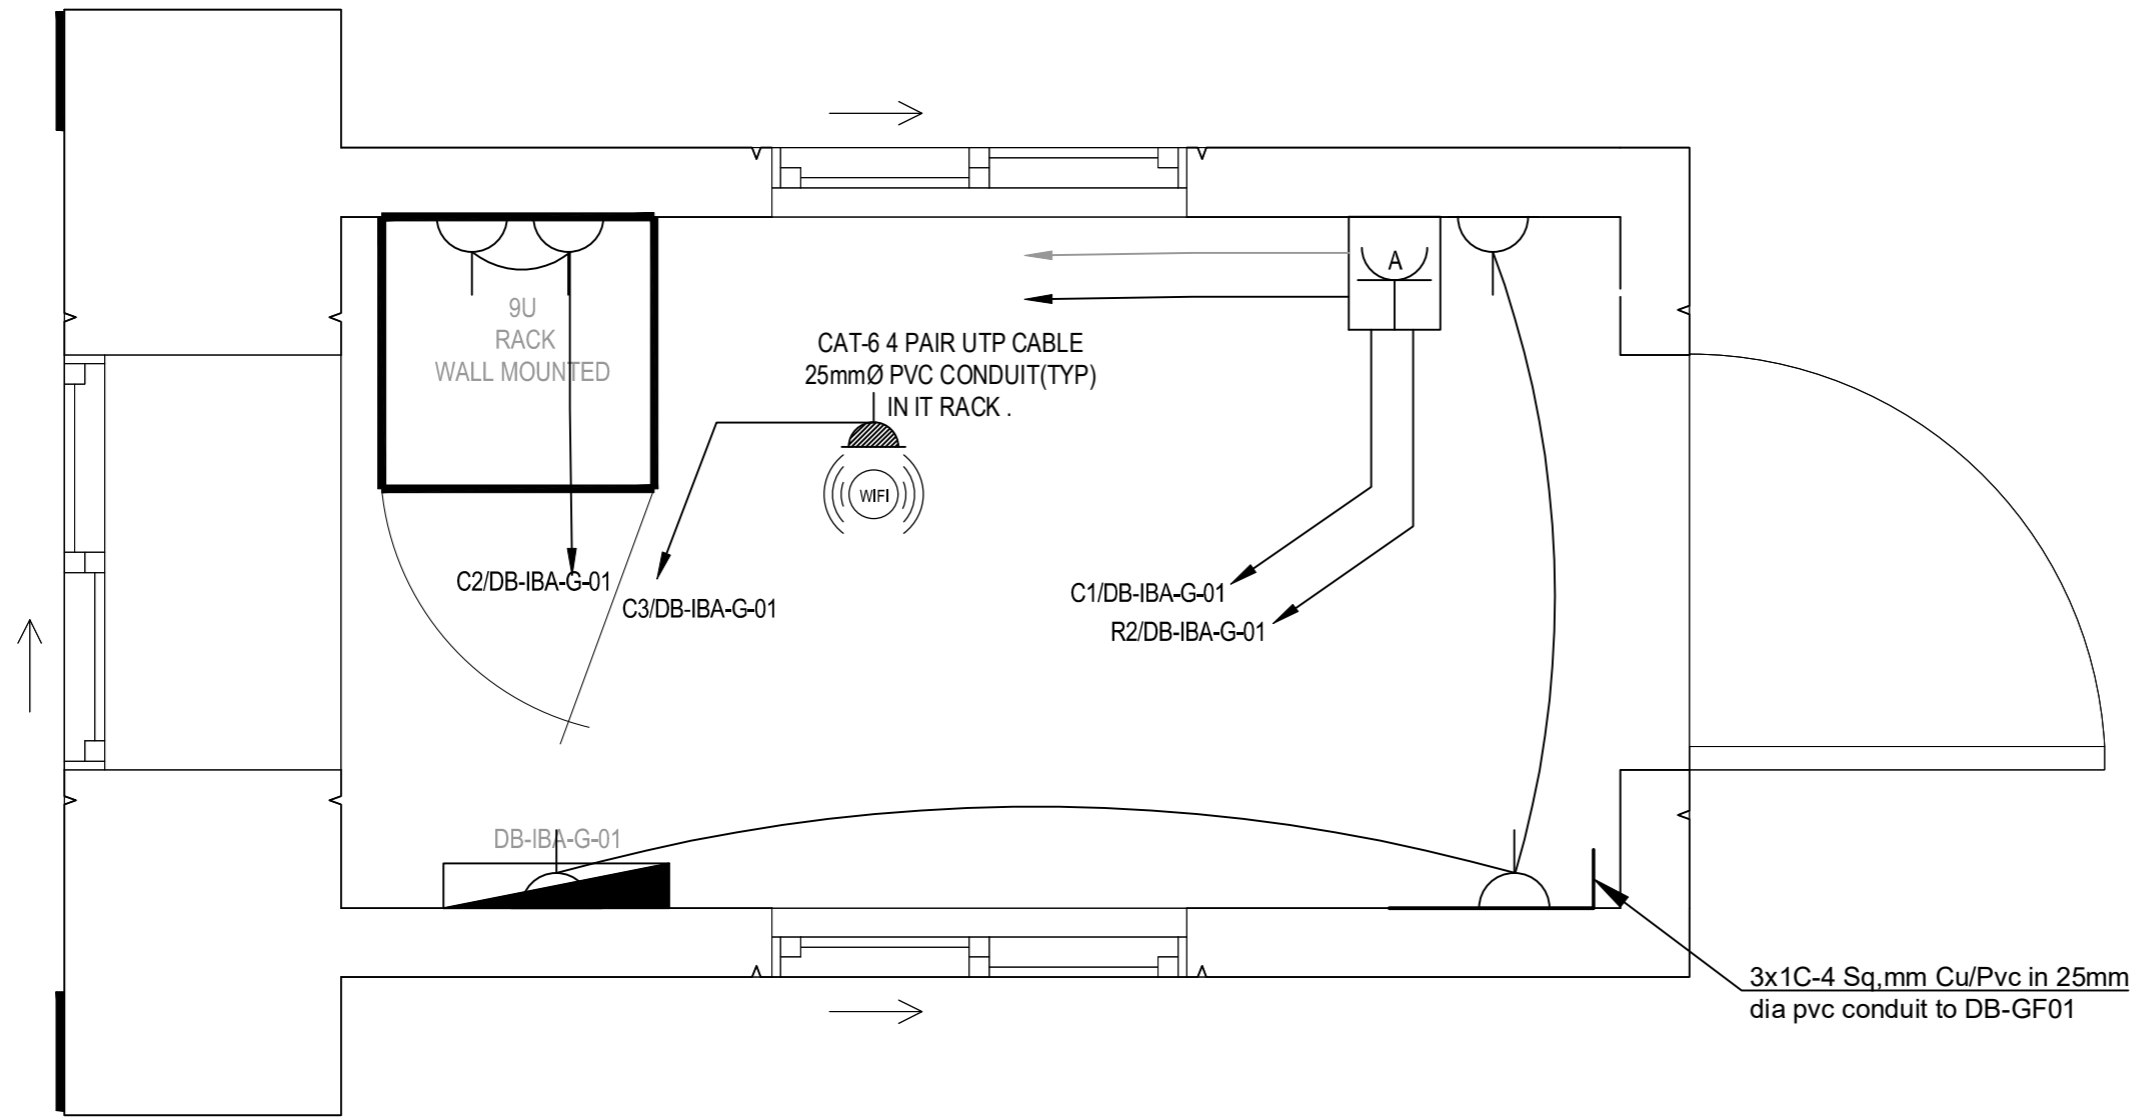 A
9U
RACK
WALL MOUNTED
CAT-6 4 PAIR UTP CABLE
25mmØ PVC CONDUIT(TYP)
IN IT RACK .
WIFI
C2/DB-IBA-G-01
C3/DB-IBA-G-01
C1/DB-IBA-G-01
R2/DB-IBA-G-01
DB-IBA-G-01
3x1C-4 Sq,mm Cu/Pvc in 25mm
dia pvc conduit to DB-GF01